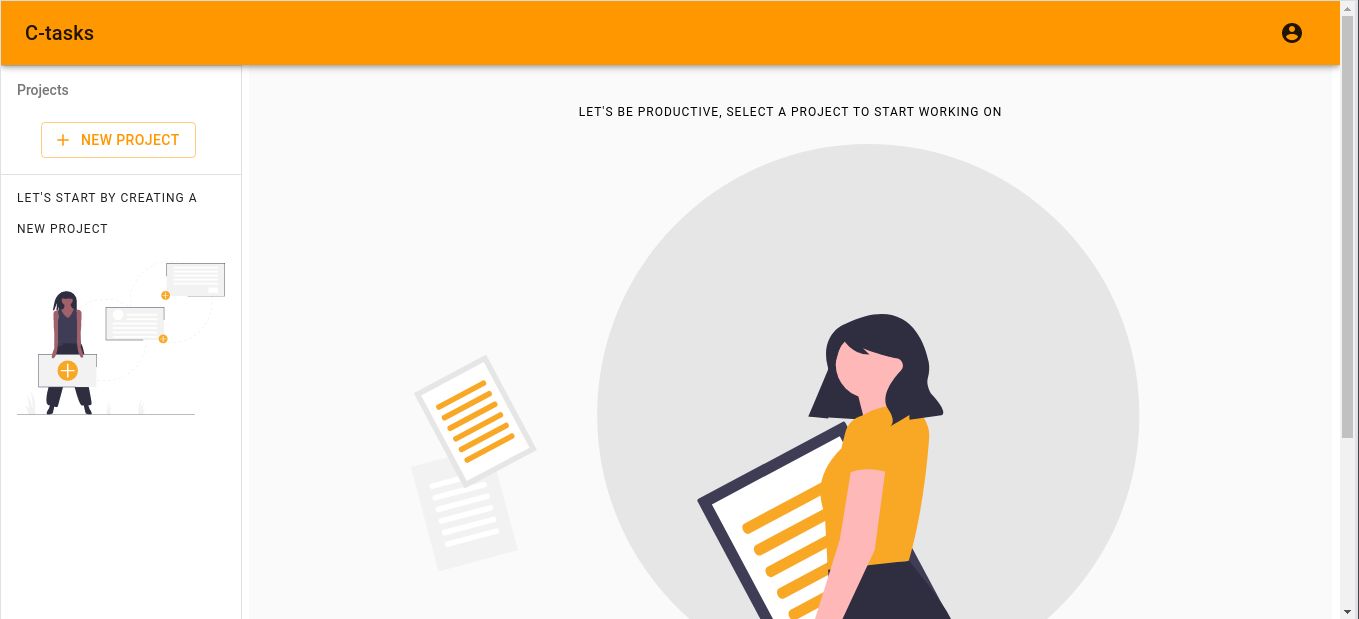 C-tasks
Projects
NEW PROJECT
LET'S START BY CREATING A
NEW PROJECT
LET'S BE PRODUCTIVE, SELECT A PROJECT TO START WORKING ON